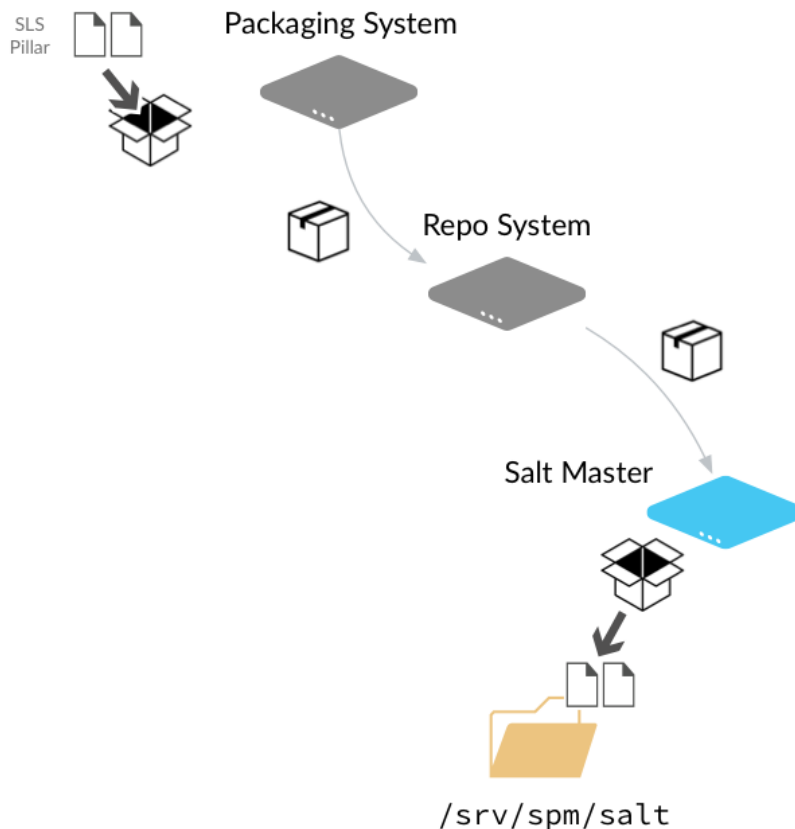 SLS
Pillar
Packaging System
Repo System
Salt Master
/srv/spm/salt